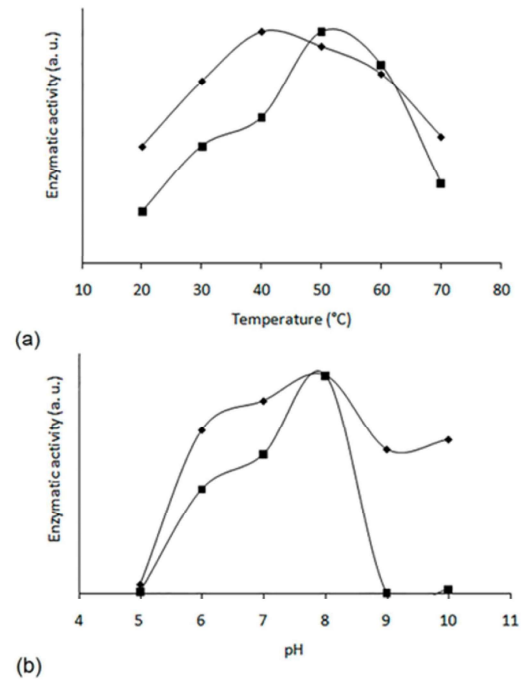 Enzymatic activity (a. u.)
10 20 30 40 50 60 70 80
Temperature (°C)
(a)
Enzymatic activity (a. u.)
4 5 6 7 8 9 10 11
pH
(b)